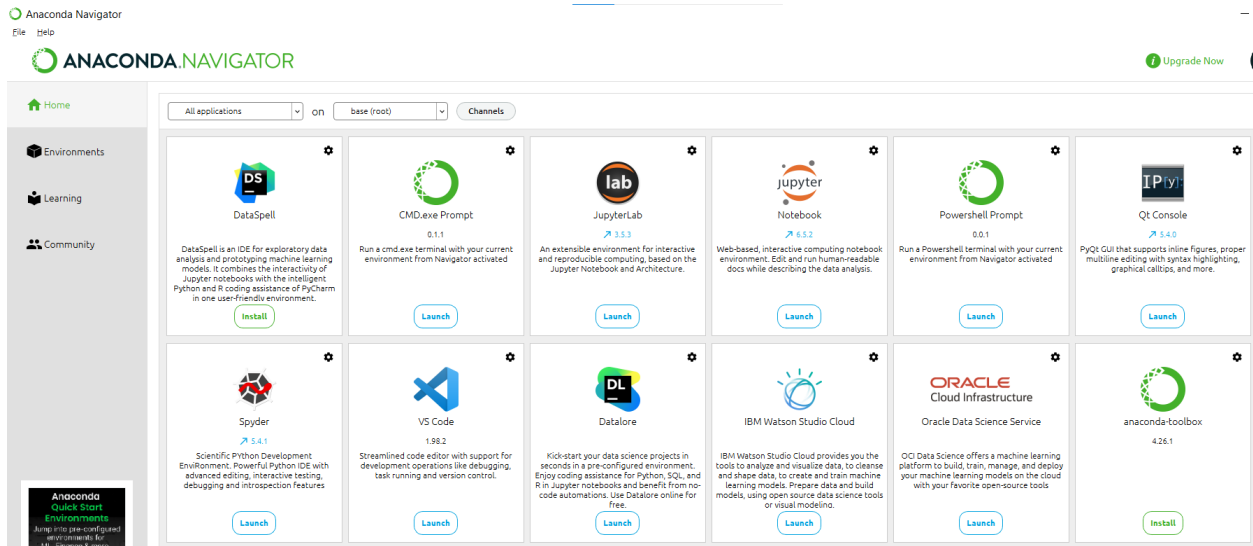 Anaconda Navigator
File Help
ANACONDA.NAVIGATOR
i Upgrade Now
Home
Environments
Learning
Community
All applications on base (root) Channels
DS
DataSpell
DataSpell is an IDE for exploratory data
analysis and prototyping machine learning
models. It combines the interactivity of
Jupyter notebooks with the intelligent
Python and R coding assistance of PyCharm
in one user-friendly environment.
Install
CMD.exe Prompt
0.1.1
Run a cmd.exe terminal with your current
environment from Navigator activated
Launch
lab
JupyterLab
3.5.3
An extensible environment for interactive
and reproducible computing, based on the
Jupyter Notebook and Architecture.
Launch
jupyter
Notebook
6.5.2
Web-based, interactive computing notebook
environment. Edit and run human-readable
docs while describing the data analysis.
Launch
Powershell Prompt
0.0.1
Run a Powershell terminal with your current
environment from Navigator activated
Launch
IP[y]:
Qt Console
5.4.0
PyQt GUI that supports inline figures, proper
multiline editing with syntax highlighting,
graphical calltips, and more.
Launch
Spyder
5.4.1
Scientific PYthon Development
EnviRonment. Powerful Python IDE with
advanced editing, interactive testing,
debugging and introspection features
Launch
VS Code
1.98.2
Streamlined code editor with support for
development operations like debugging,
task running and version control.
Launch
DL
Datalore
Kick-start your data science projects in
seconds in a pre-configured environment.
Enjoy coding assistance for Python, SQL, and
R in Jupyter notebooks and benefit from no-
code automations. Use Datalore online for
free.
Launch
IBM Watson Studio Cloud
IBM Watson Studio Cloud provides you the
tools to analyze and visualize data, to cleanse
and shape data, to create and train machine
learning models. Prepare data and build
models, using open source data science tools
or visual modeling.
Launch
ORACLE
Cloud Infrastructure
Oracle Data Science Service
OCI Data Science offers a machine learning
platform to build, train, manage, and deploy
your machine learning models on the cloud
with your favorite open-source tools
Launch
anaconda-toolbox
4.26.1
Install
Anaconda
Quick Start
Environments
Jump into pre-configured
environments for
ML, Finance & more